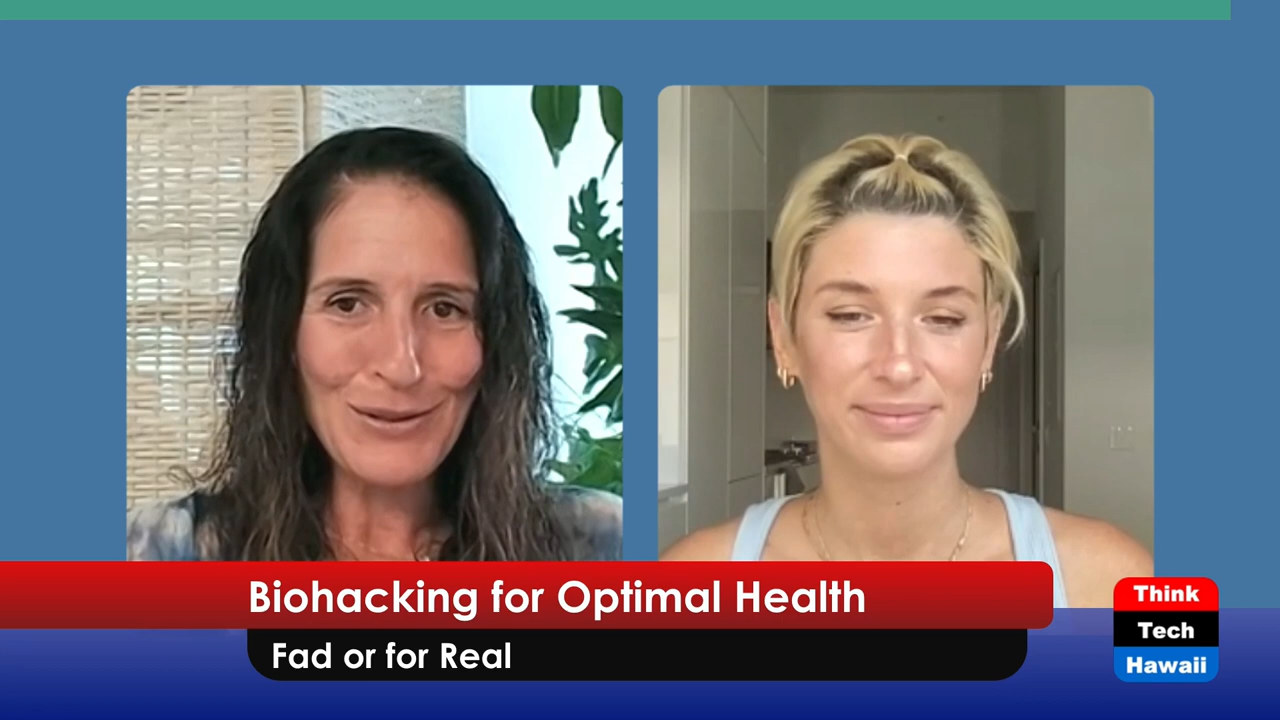 Biohacking for Optimal Health
Fad or for Real
Think
Tech
Hawaii